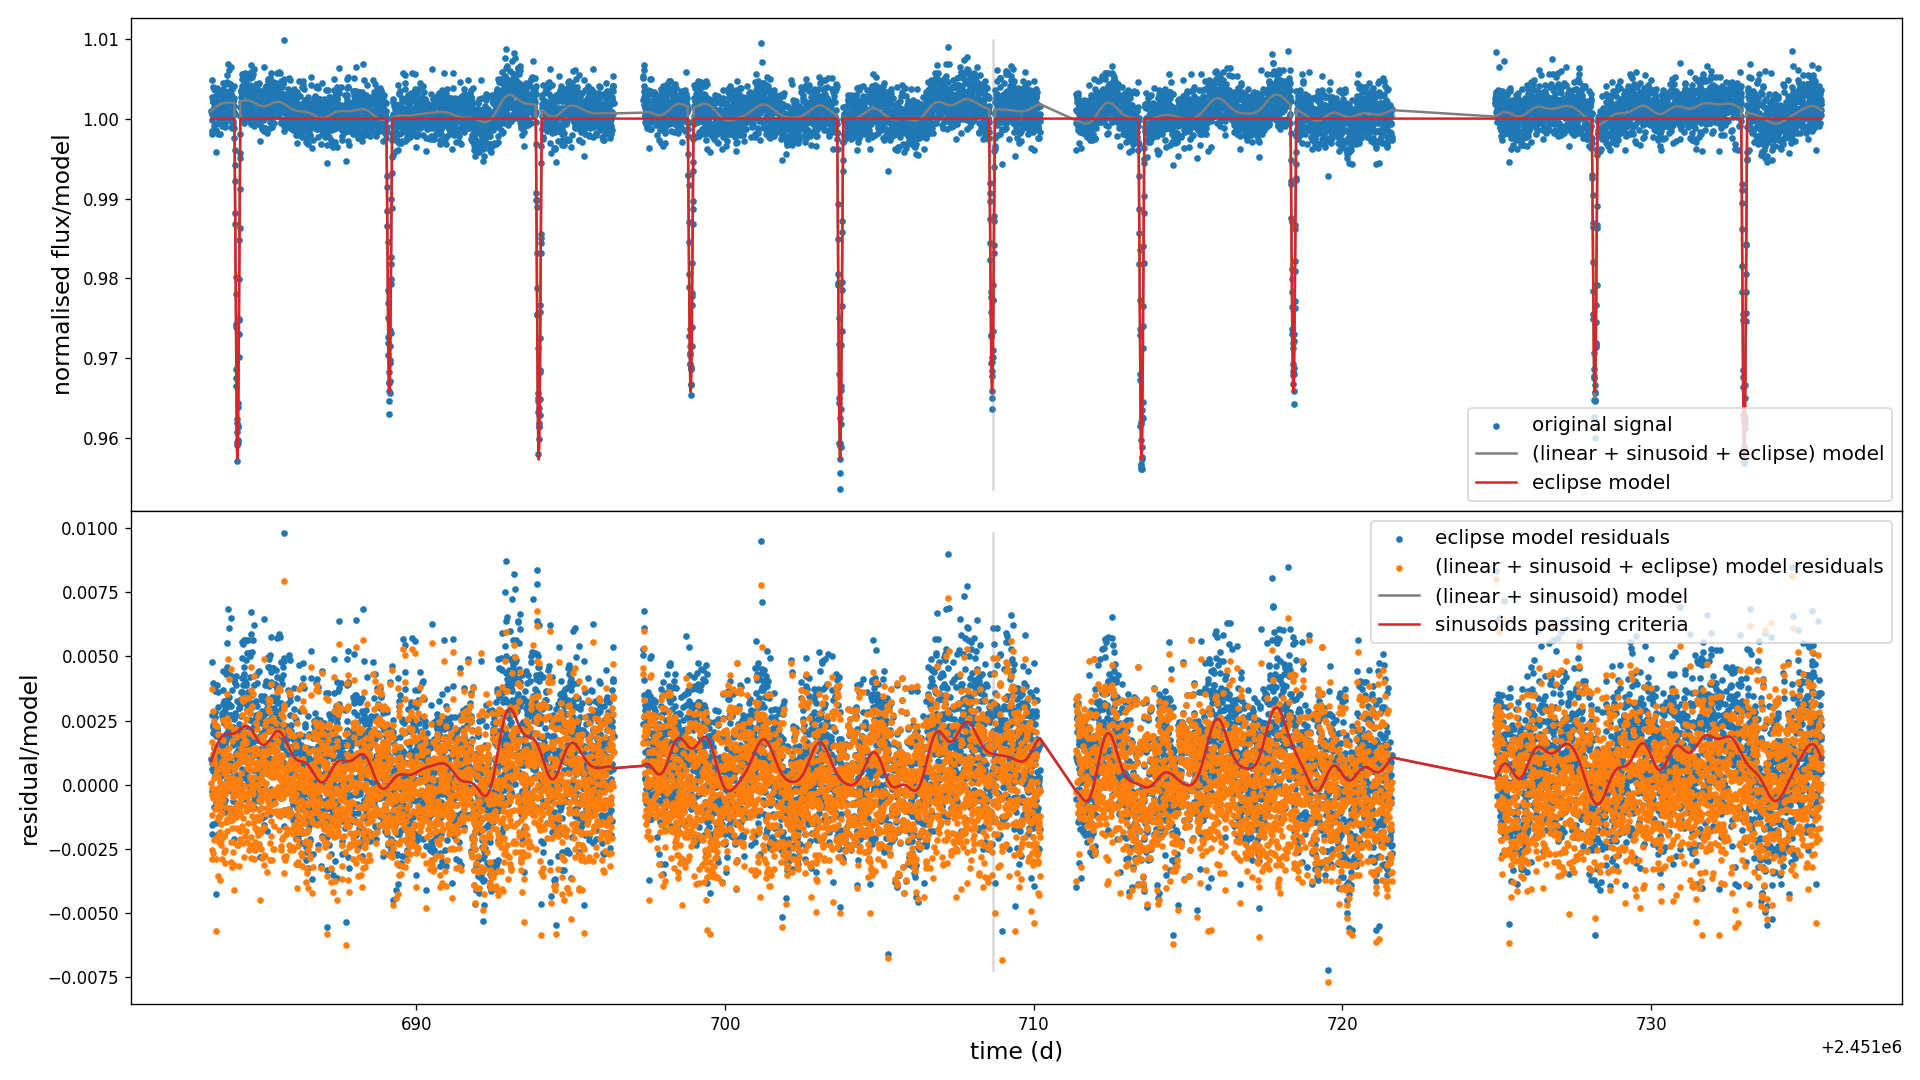 1.01
1.00
0.99
0.98
0.97
0.96
normalised flux/model
original signal
(linear + sinusoid + eclipse) model
eclipse model
0.0100
0.0075
0.0050
0.0025
0.0000
−0.0025
−0.0050
−0.0075
residual/model
eclipse model residuals
(linear + sinusoid + eclipse) model residuals
(linear + sinusoid) model
sinusoids passing criteria
690
700
710
720
730
time (d)
+2.451e6